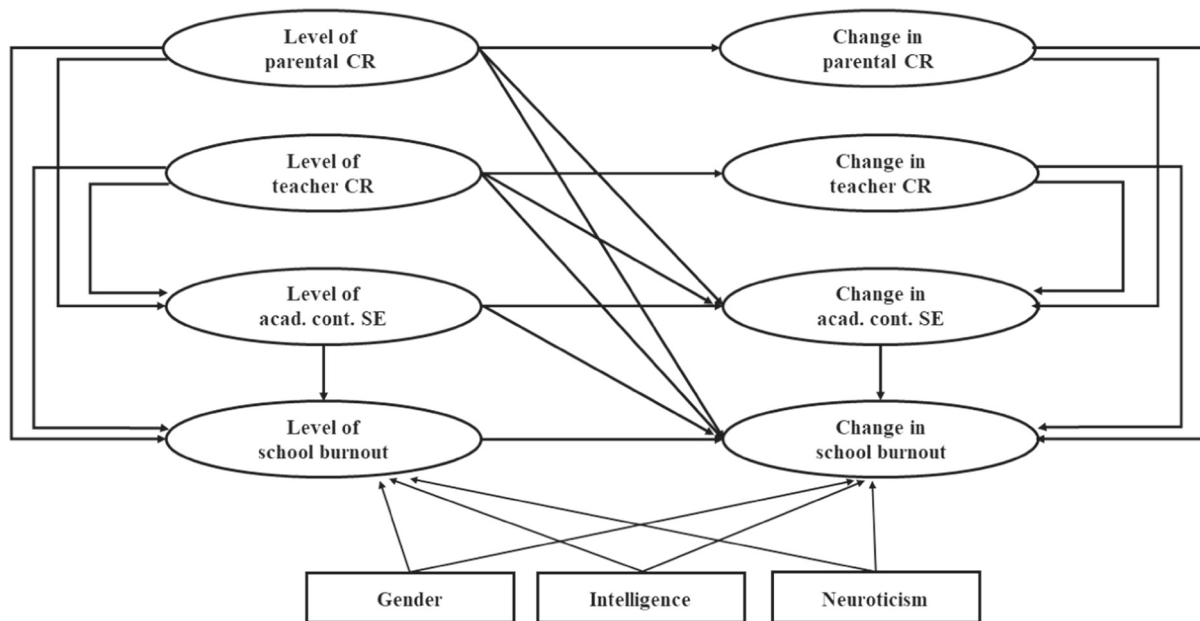 Level of
parental CR
Change in
parental CR
Level of
teacher CR
Change in
teacher CR
Level of
acad. cont. SE
Change in
acad. cont. SE
Level of
school burnout
Change in
school burnout
Gender
Intelligence
Neuroticism